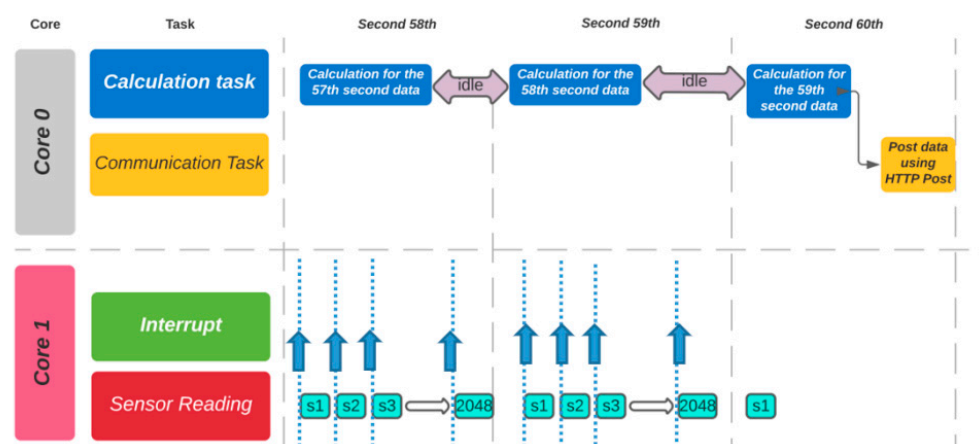 Core
Task
Second 58th
Second 59th
Second 60th
Core 0
Calculation task
Calculation for the
57th second data
idle
Calculation for the
58th second data
idle
Calculation for
the 59th
second data
Communication Task
Post data
using
HTTP Post
Core 1
Interrupt
Sensor Reading
s1
s2
s3
2048
s1
s2
s3
2048
s1